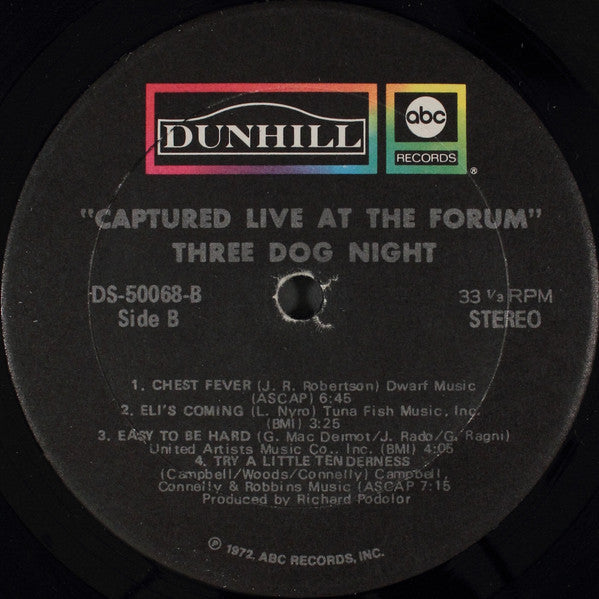 DUNHILL
abc
RECORDS
®
"CAPTURED LIVE AT THE FORUM"
THREE DOG NIGHT
DS-50068-B
33 1/3 RPM
Side B
STEREO
1. CHEST FEVER (J. R. Robertson) Dwarf Music
(ASCAP) 6:45
2. ELI'S COMING (L. Nyro) Tuna Fish Music, Inc.
(BMI) 3:25
3. EASY TO BE HARD (G. Mac Dermot/J. Rado/G. Ragni)
United Artists Music Co., Inc. (BMI) 4:05
4. TRY A LITTLE TENDERNESS
(Campbell/Woods/Connelly) Campbell,
Connelly & Robbins Music (ASCAP 7:15
Produced by Richard Podolor
℗ 1972, ABC RECORDS, INC.